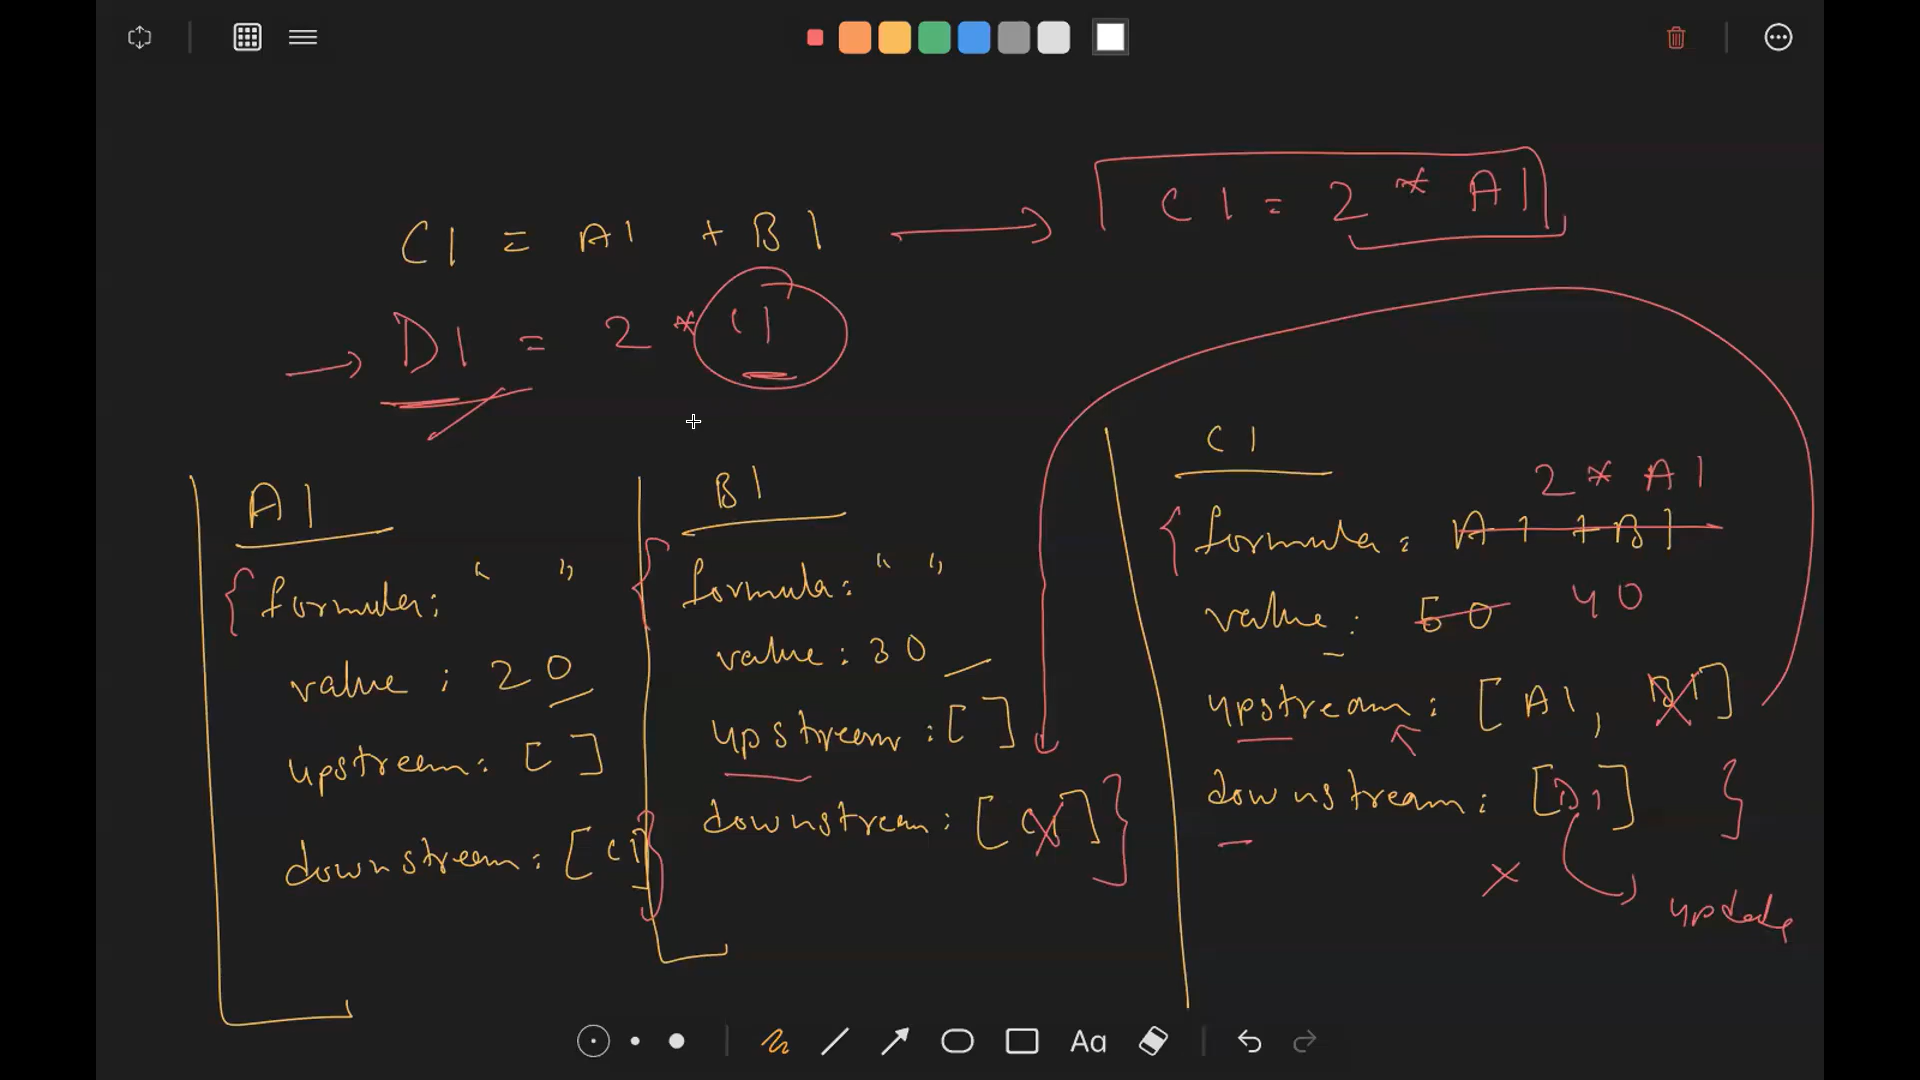 C1 = A1 + B1
C1 = 2 * A1
D1 = 2 * C1
A1
formula: " "
value : 20
upstream: [ ]
downstream: [C1]
B1
formula: " "
value : 30
upstream : [ ]
downstream : [C1]
C1
2 * A1
formula : A1 + B1
value : 50 40
upstream : [A1, B1]
downstream : [D1]
update
Aa